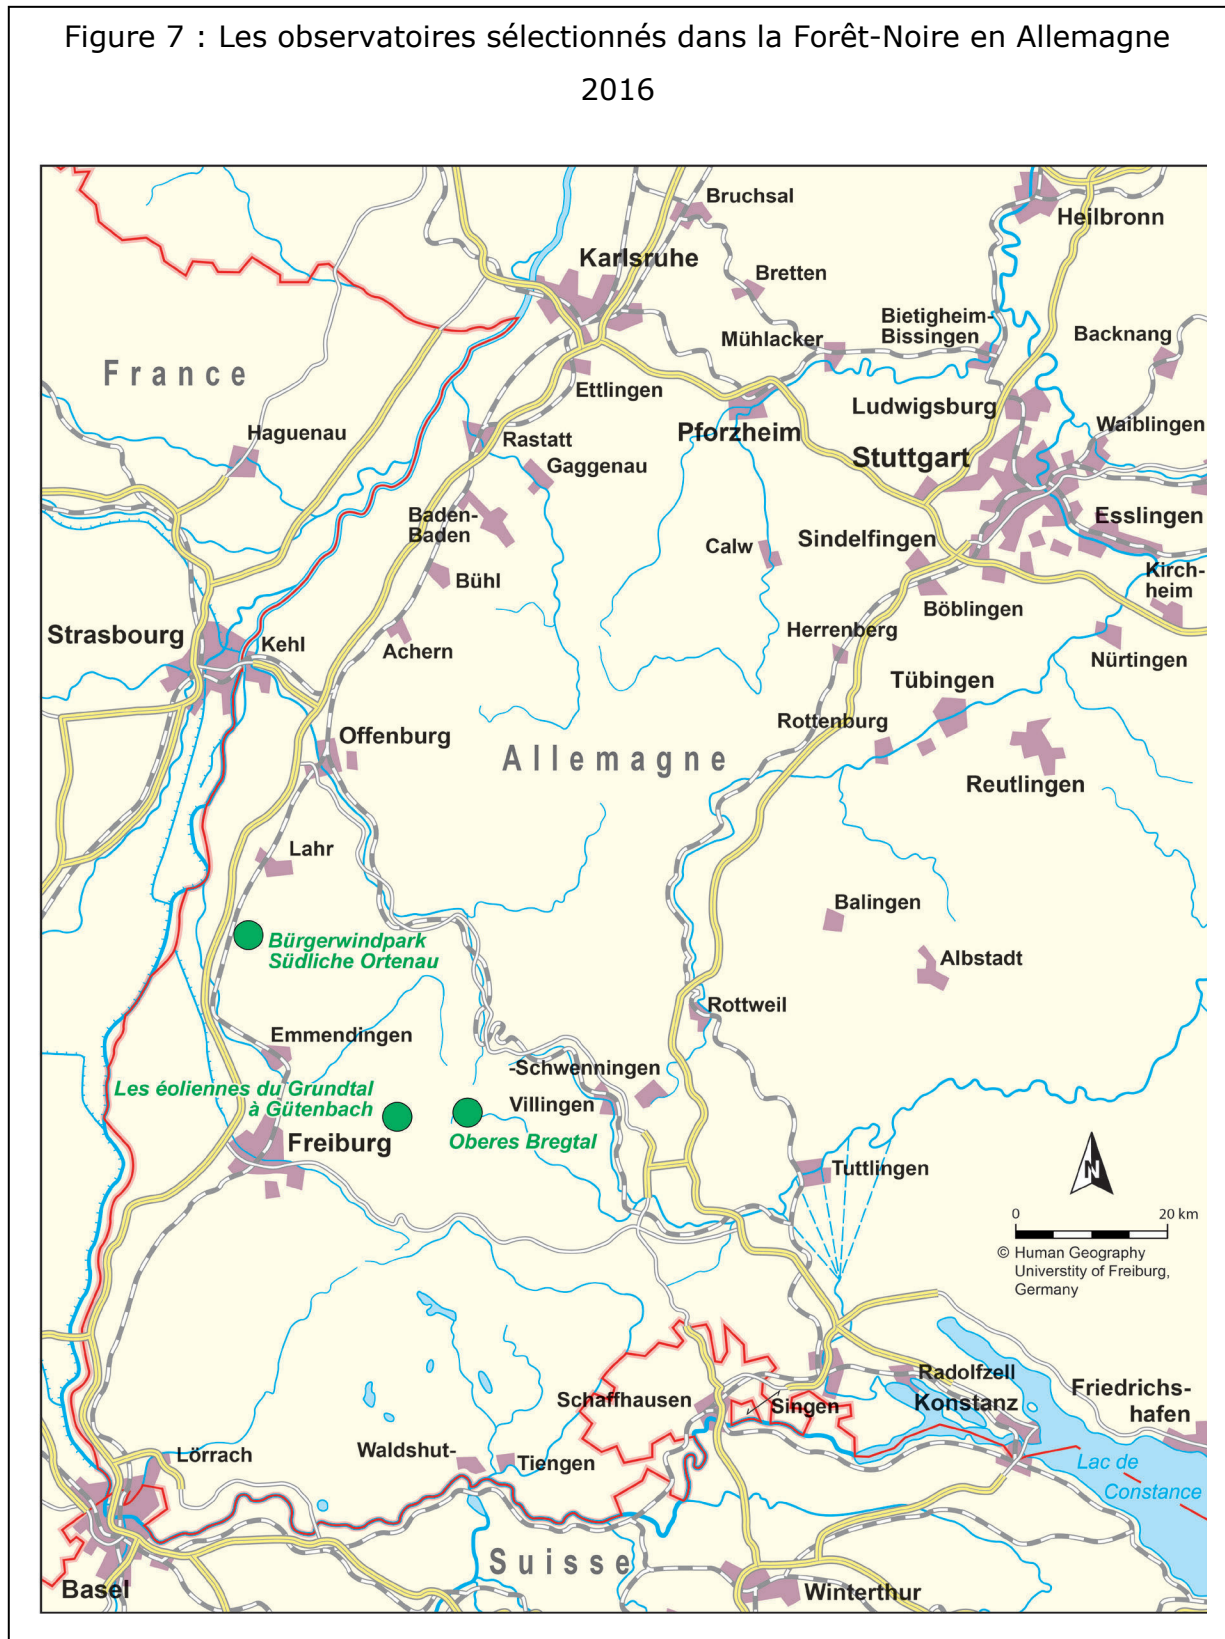 Figure 7 : Les observatoires sélectionnés dans la Forêt-Noire en Allemagne
2016
Bruchsal
Heilbronn
Karlsruhe
Bretten
Bietigheim-
Bissingen
Mühlacker
Backnang
France
Ettlingen
Ludwigsburg
Haguenau
Rastatt
Pforzheim
Waiblingen
Gaggenau
Stuttgart
Baden-
Baden
Esslingen
Calw
Sindelfingen
Bühl
Kirch-
heim
Böblingen
Strasbourg
Kehl
Achern
Herrenberg
Nürtingen
Tübingen
Rottenburg
Offenburg
Allemagne
Reutlingen
Lahr
Balingen
Bürgerwindpark
Südliche Ortenau
Albstadt
Rottweil
Emmendingen
-Schwenningen
Les éoliennes du Grundtal
à Gütenbach
Villingen
Freiburg
Oberes Bregtal
Tuttlingen
N
0 20 km
© Human Geography
Universtity of Freiburg,
Germany
Radolfzell
Schaffhausen
Singen
Konstanz
Friedrichs-
hafen
Lörrach
Waldshut-
Tiengen
Lac de
Constance
Suisse
Basel
Winterthur